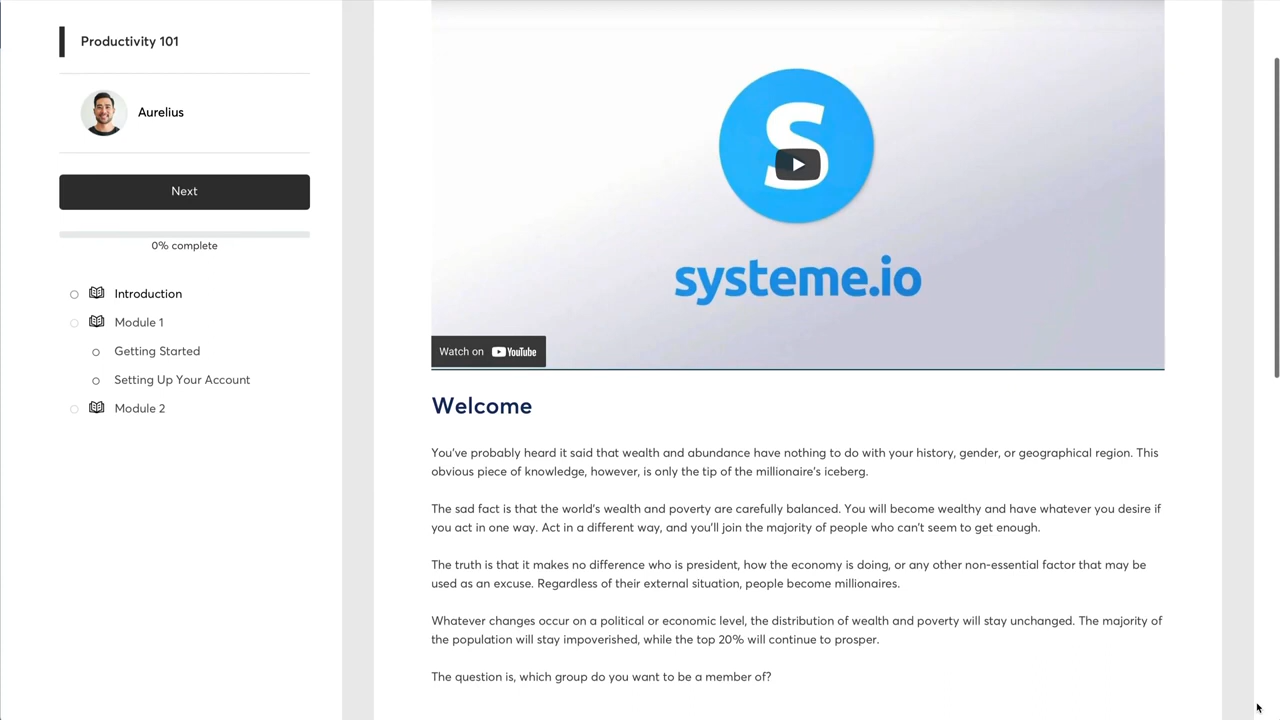 Productivity 101
Aurelius
Next
0% complete
Introduction
Module 1
Getting Started
Setting Up Your Account
Module 2
S
systeme.io
Watch on YouTube
Welcome
You've probably heard it said that wealth and abundance have nothing to do with your history, gender, or geographical region. This
obvious piece of knowledge, however, is only the tip of the millionaire's iceberg.
The sad fact is that the world's wealth and poverty are carefully balanced. You will become wealthy and have whatever you desire if
you act in one way. Act in a different way, and you'll join the majority of people who can't seem to get enough.
The truth is that it makes no difference who is president, how the economy is doing, or any other non-essential factor that may be
used as an excuse. Regardless of their external situation, people become millionaires.
Whatever changes occur on a political or economic level, the distribution of wealth and poverty will stay unchanged. The majority of
the population will stay impoverished, while the top 20% will continue to prosper.
The question is, which group do you want to be a member of?